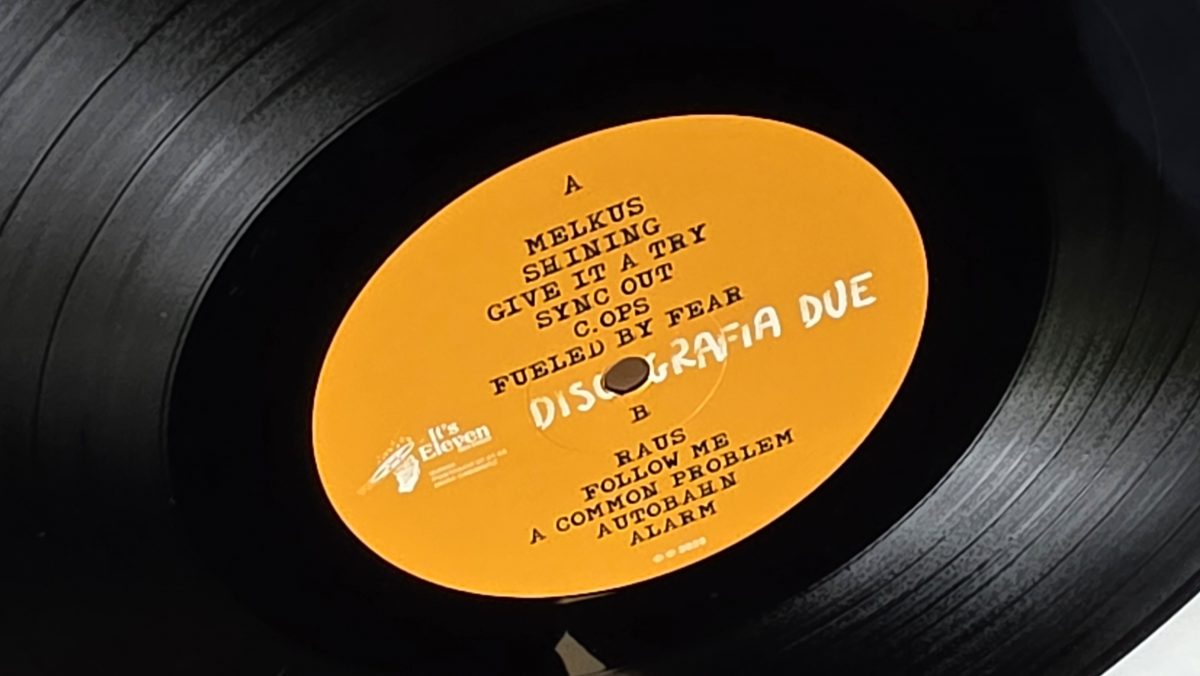 A
MELKUS
SHINING
GIVE IT A TRY
SYNC OUT
C.OPS
FUELED BY FEAR
DISCOGRAFIA DUE
It's
Eleven
B
RAUS
FOLLOW ME
A COMMON PROBLEM
AUTOBAHN
ALARM